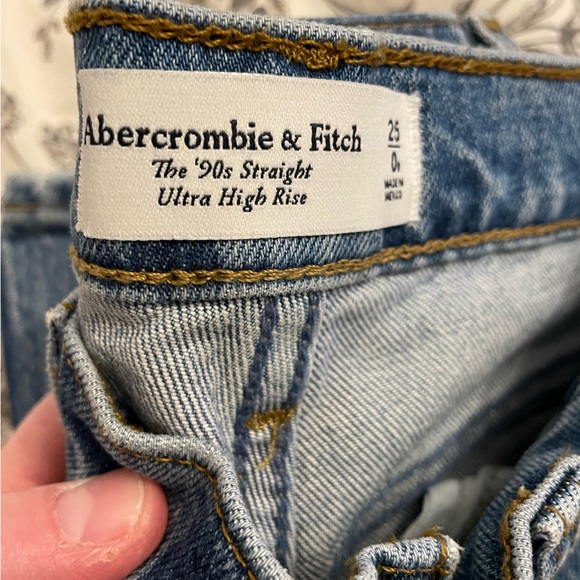 Abercrombie & Fitch
The '90s Straight
Ultra High Rise
25
0R
MADE IN
MEXICO